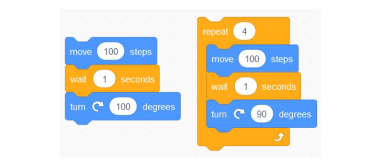 move 100 steps
wait 1 seconds
turn 100 degrees
repeat 4
move 100 steps
wait 1 seconds
turn 90 degrees